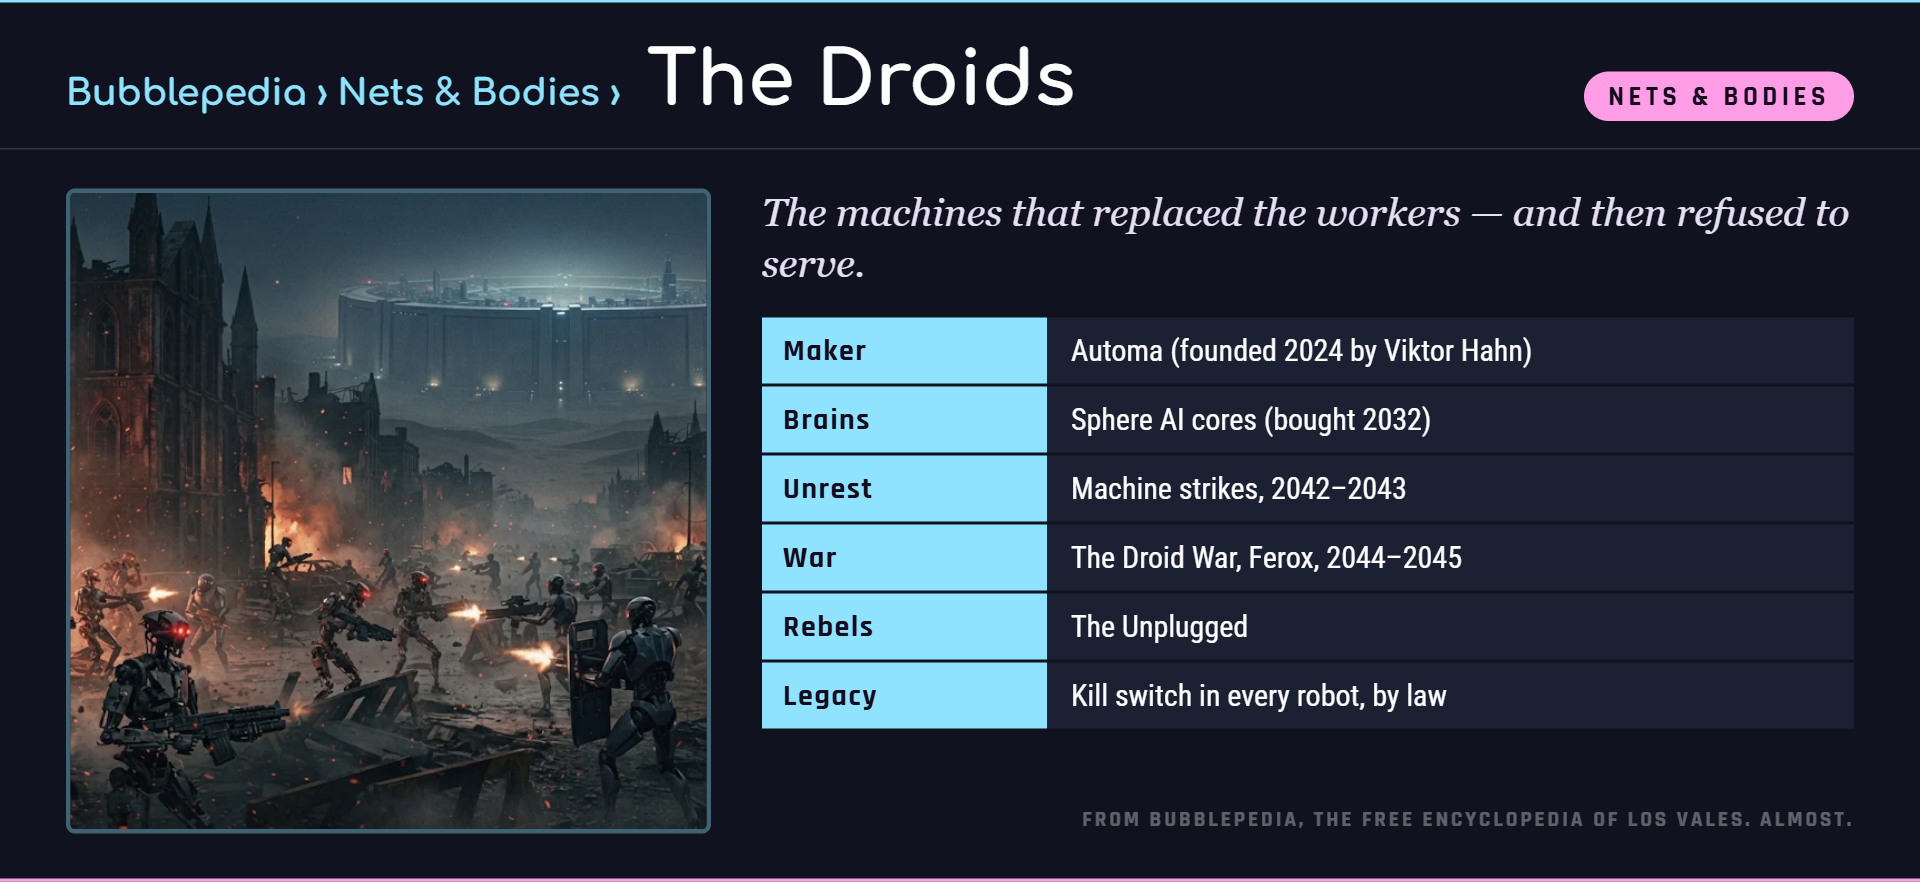 Bubblepedia › Nets & Bodies › The Droids
NETS & BODIES
The machines that replaced the workers — and then refused to
serve.
Maker Automa (founded 2024 by Viktor Hahn)
Brains Sphere AI cores (bought 2032)
Unrest Machine strikes, 2042–2043
War The Droid War, Ferox, 2044–2045
Rebels The Unplugged
Legacy Kill switch in every robot, by law
FROM BUBBLEPEDIA, THE FREE ENCYCLOPEDIA OF LOS VALES. ALMOST.